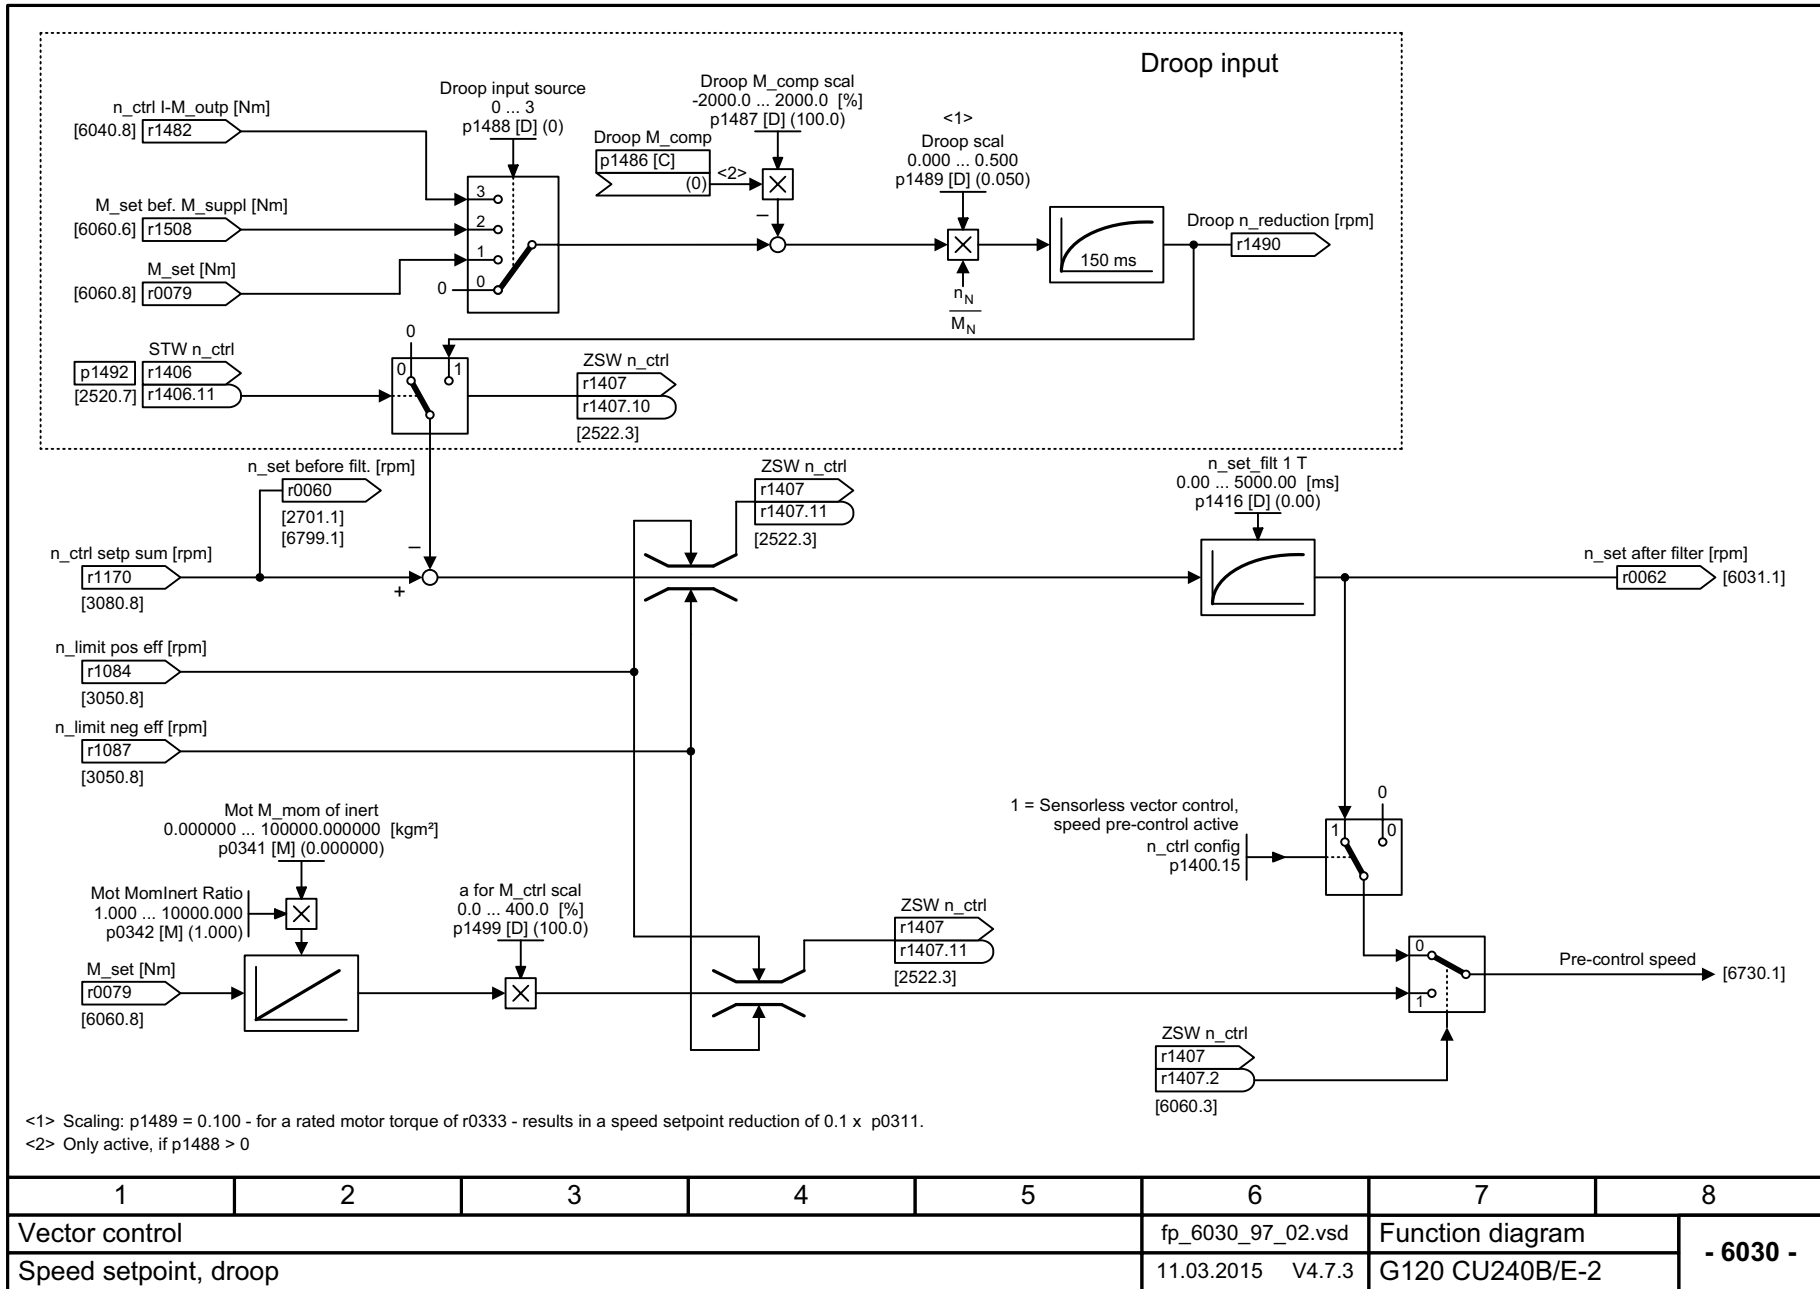 Droop input
n_ctrl I-M_outp [Nm]
[6040.8] r1482
Droop input source
0 ... 3
p1488 [D] (0)
Droop M_comp scal
-2000.0 ... 2000.0 [%]
p1487 [D] (100.0)
Droop M_comp
p1486 [C]
(0)
<2>
<1>
Droop scal
0.000 ... 0.500
p1489 [D] (0.050)
M_set bef. M_suppl [Nm]
[6060.6] r1508
M_set [Nm]
[6060.8] r0079
3
2
1
0 0
–
n_N
M_N
150 ms
Droop n_reduction [rpm]
r1490
STW n_ctrl
p1492 r1406
[2520.7] r1406.11
0
0 1
ZSW n_ctrl
r1407
r1407.10
[2522.3]
n_set before filt. [rpm]
r0060
[2701.1]
[6799.1]
n_ctrl setp sum [rpm]
r1170
[3080.8]
–
+
ZSW n_ctrl
r1407
r1407.11
[2522.3]
n_set_filt 1 T
0.00 ... 5000.00 [ms]
p1416 [D] (0.00)
n_set after filter [rpm]
r0062 [6031.1]
n_limit pos eff [rpm]
r1084
[3050.8]
n_limit neg eff [rpm]
r1087
[3050.8]
Mot M_mom of inert
0.000000 ... 100000.000000 [kgm²]
p0341 [M] (0.000000)
Mot MomInert Ratio
1.000 ... 10000.000
p0342 [M] (1.000)
M_set [Nm]
r0079
[6060.8]
a for M_ctrl scal
0.0 ... 400.0 [%]
p1499 [D] (100.0)
ZSW n_ctrl
r1407
r1407.11
[2522.3]
1 = Sensorless vector control,
speed pre-control active
n_ctrl config
p1400.15
0
1 0
0
1
Pre-control speed
[6730.1]
ZSW n_ctrl
r1407
r1407.2
[6060.3]
<1> Scaling: p1489 = 0.100 - for a rated motor torque of r0333 - results in a speed setpoint reduction of 0.1 x p0311.
<2> Only active, if p1488 > 0
1 2 3 4 5 6 7 8
Vector control fp_6030_97_02.vsd Function diagram
- 6030 -
Speed setpoint, droop 11.03.2015 V4.7.3 G120 CU240B/E-2